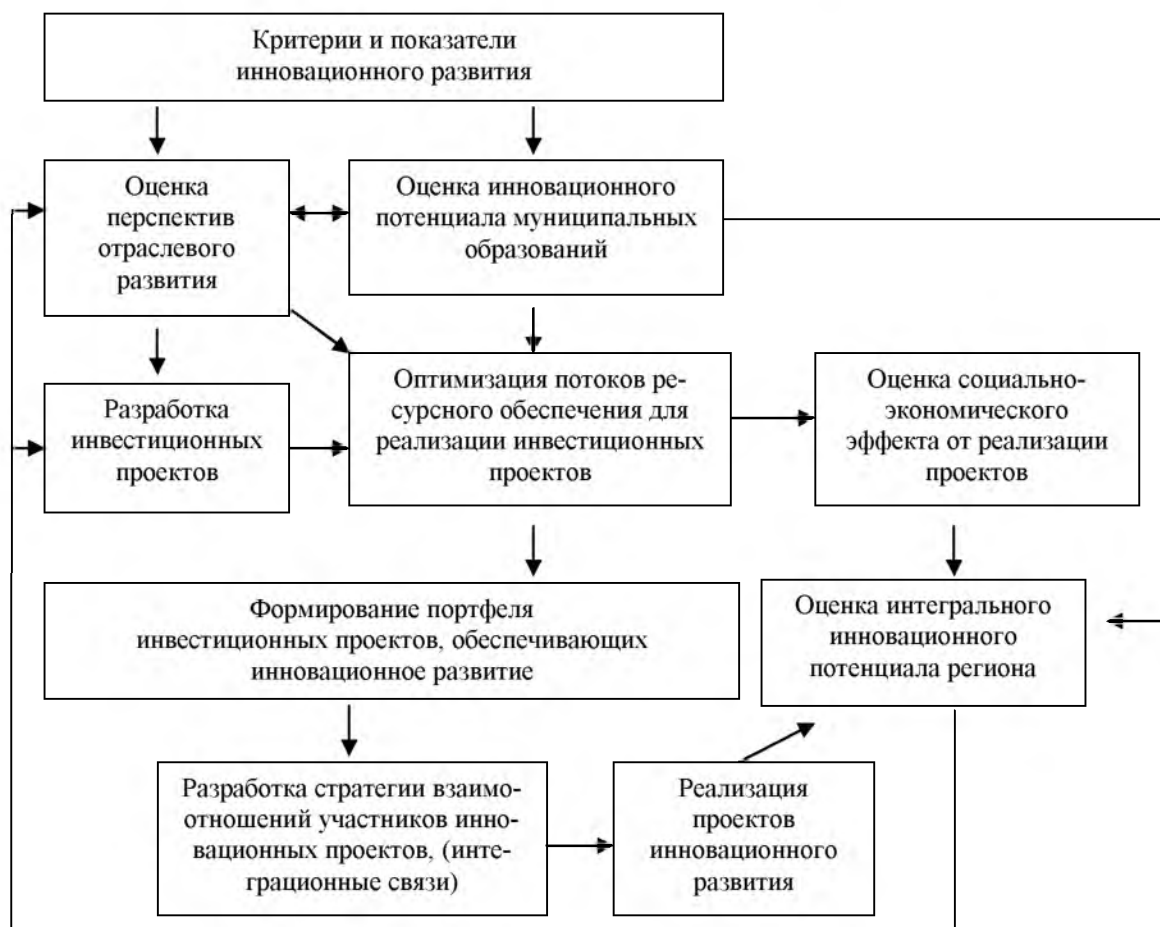 Критерии и показатели
инновационного развития
Оценка
перспектив
отраслевого
развития
Оценка инновационного
потенциала муниципальных
образований
Разработка
инвестиционных
проектов
Оптимизация потоков ре-
сурсного обеспечения для
реализации инвестиционных
проектов
Оценка социально-
экономического
эффекта от реализации
проектов
Формирование портфеля
инвестиционных проектов, обеспечивающих
инновационное развитие
Оценка интегрального
инновационного
потенциала региона
Разработка стратегии взаимо-
отношений участников инно-
вационных проектов, (инте-
грационные связи)
Реализация
проектов
инновационного
развития